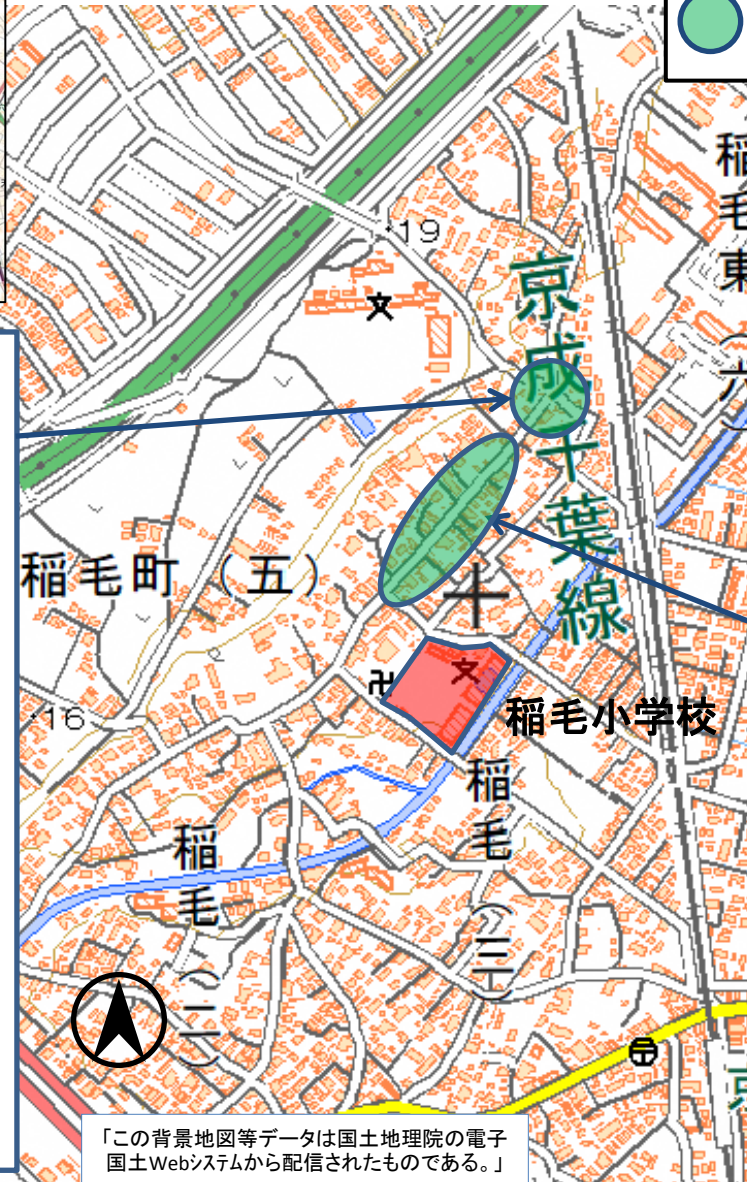 稲毛東(六)
19
京成千葉線
稲毛町(五)
16
稲毛小学校
稲毛(三)
稲毛(二)
京
「この背景地図等データは国土地理院の電子
国土Webシステムから配信されたものである。」